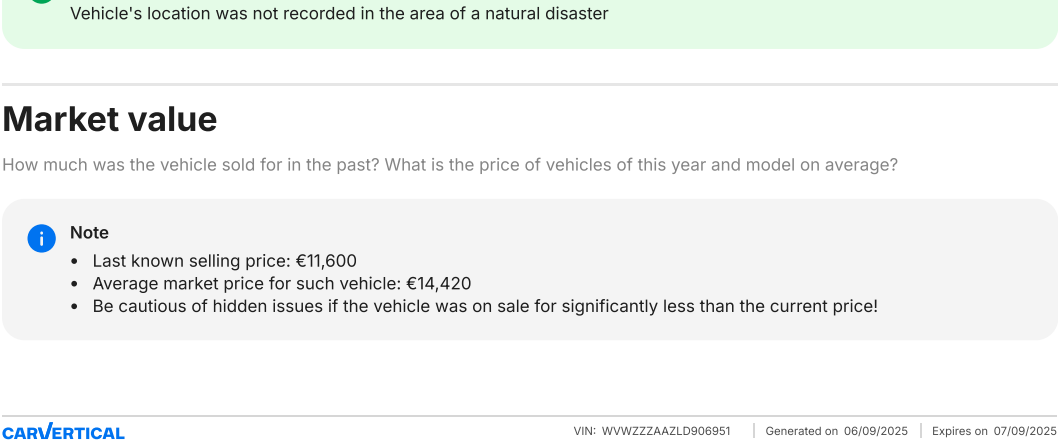 Vehicle's location was not recorded in the area of a natural disaster
Market value
How much was the vehicle sold for in the past? What is the price of vehicles of this year and model on average?
Note
• Last known selling price: €11,600
• Average market price for such vehicle: €14,420
• Be cautious of hidden issues if the vehicle was on sale for significantly less than the current price!
CARVERTICAL VIN: WVWZZZAAZLD906951 | Generated on 06/09/2025 | Expires on 07/09/2025